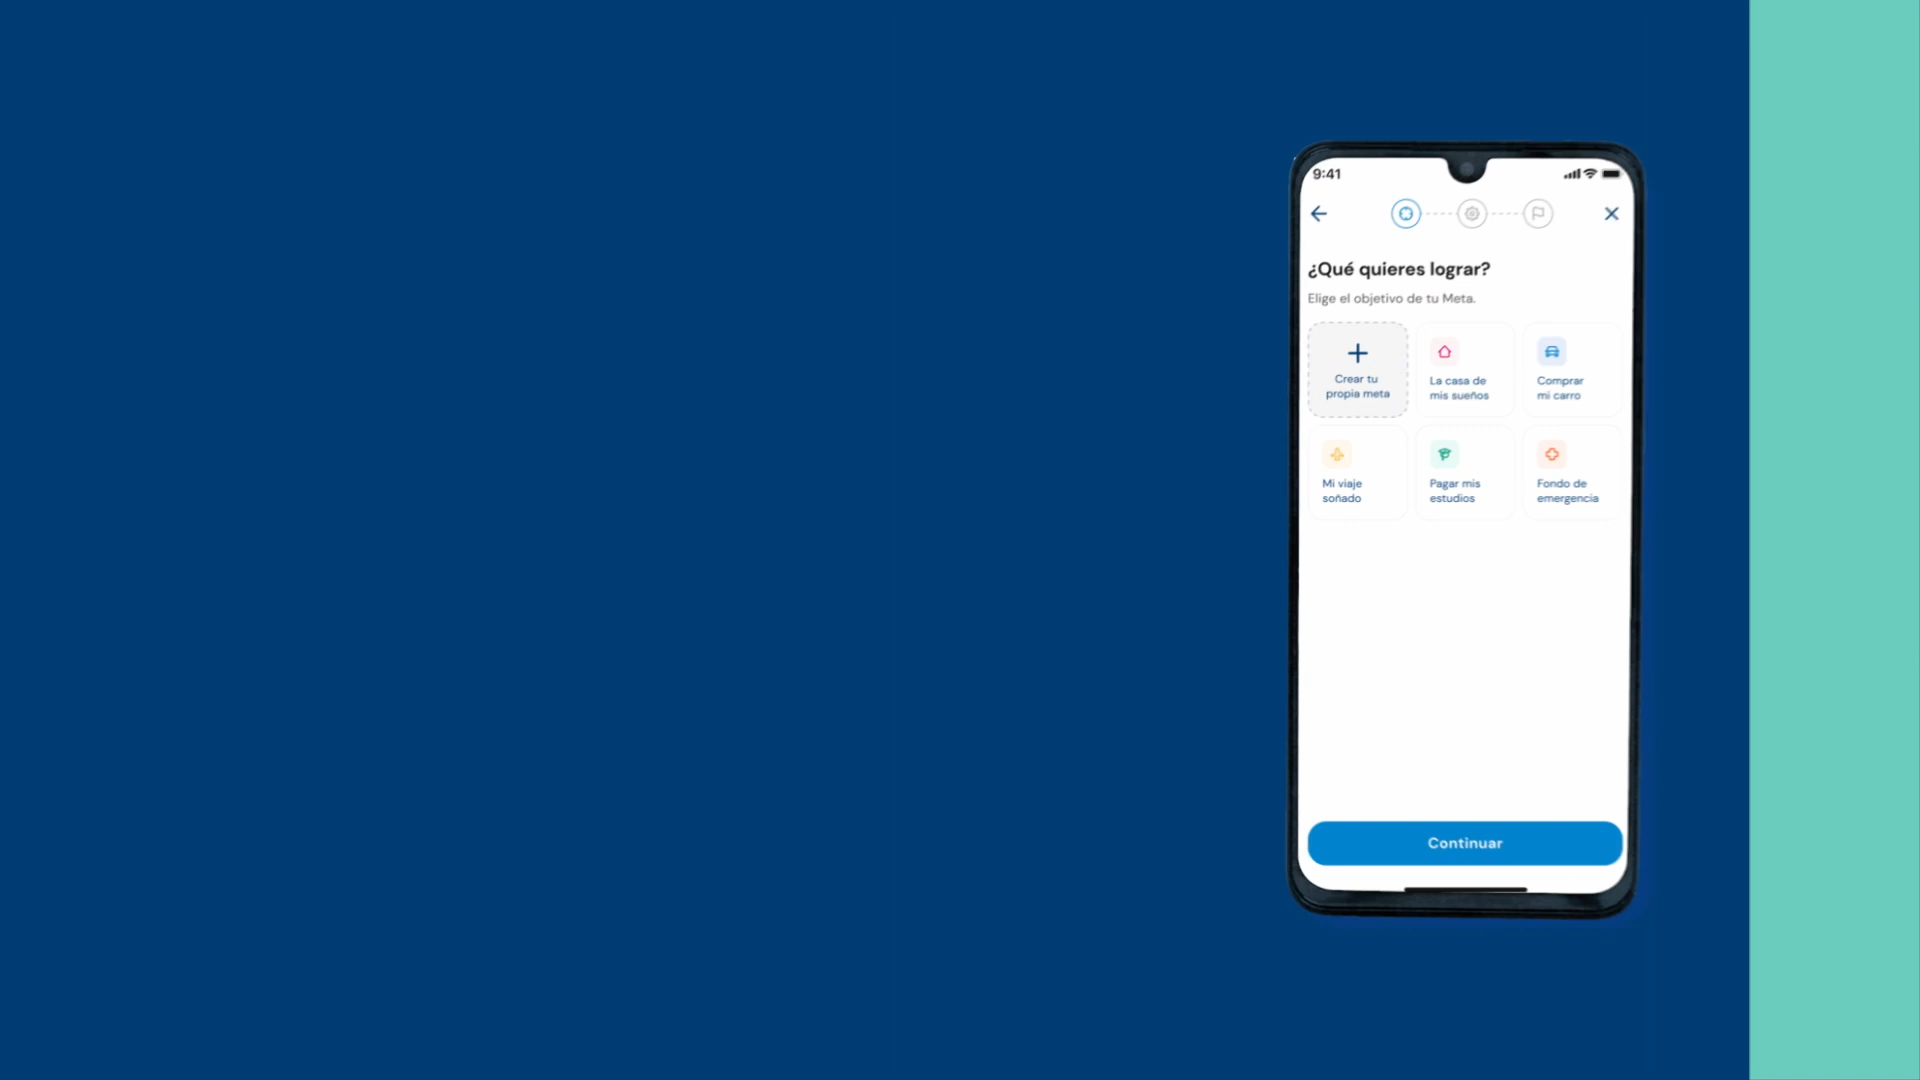 9:41
¿Qué quieres lograr?
Elige el objetivo de tu Meta.
Crear tu
propia meta
La casa de
mis sueños
Comprar
mi carro
Mi viaje
soñado
Pagar mis
estudios
Fondo de
emergencia
Continuar